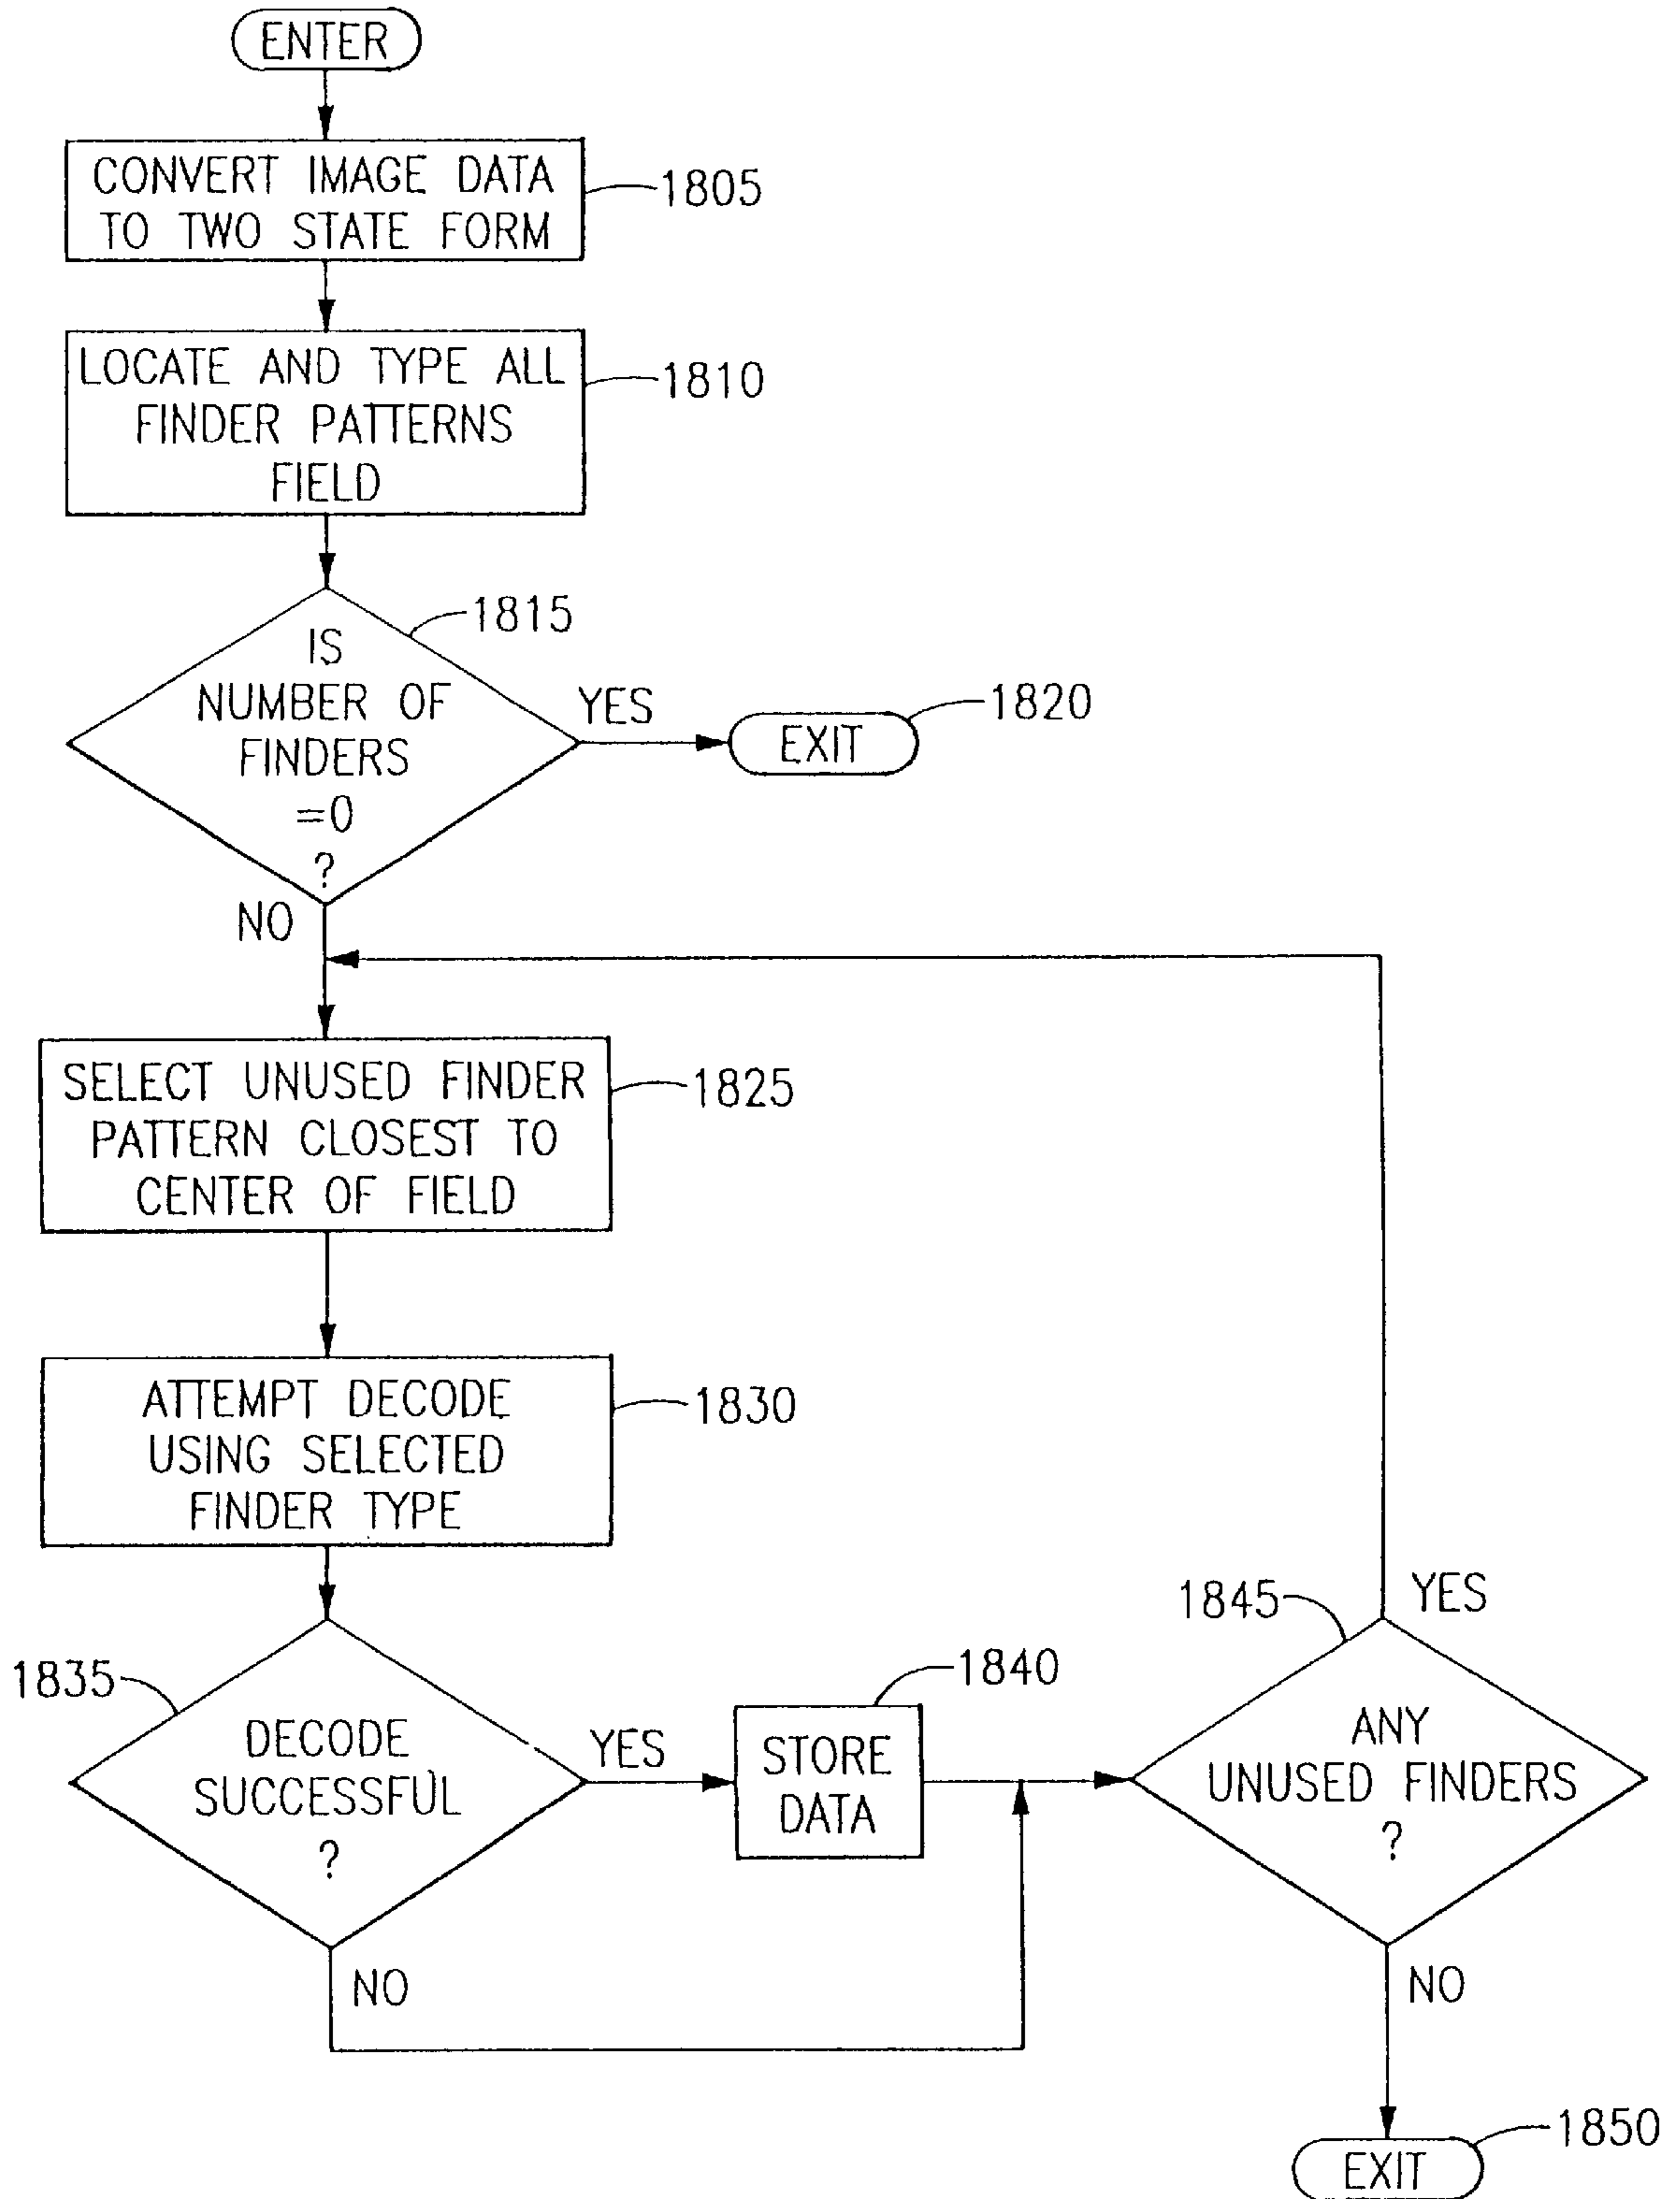 ENTER
CONVERT IMAGE DATA
TO TWO STATE FORM
1805
LOCATE AND TYPE ALL
FINDER PATTERNS
FIELD
1810
IS
NUMBER OF
FINDERS
=0
?
1815
YES
EXIT
1820
NO
SELECT UNUSED FINDER
PATTERN CLOSEST TO
CENTER OF FIELD
1825
ATTEMPT DECODE
USING SELECTED
FINDER TYPE
1830
1835
DECODE
SUCCESSFUL
?
YES
NO
STORE
DATA
1840
1845
ANY
UNUSED FINDERS
?
YES
NO
EXIT
1850